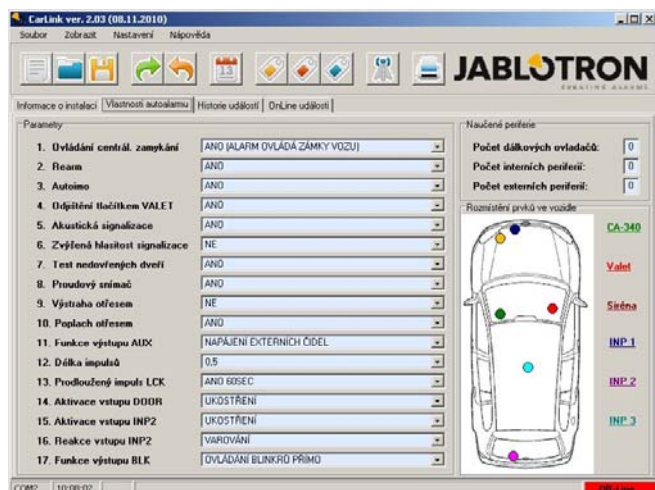 CarLink ver. 2.03 (08.11.2010)
Soubor Zobrazit Nastavení Nápověda
JABLOTRON
CREATIVE ALARMS
Informace o instalaci Vlastnosti autoalarmu Historie událostí OnLine události
Parametry
1. Ovládání centrál. zamykání ANO (ALARM OVLÁDÁ ZÁMKY VOZU)
2. Rearm ANO
3. Autoimo ANO
4. Odjištění tlačítkem VALET ANO
5. Akustická signalizace ANO
6. Zvýšená hlasitost signalizace NE
7. Test nedovřených dveří ANO
8. Proudový snímač ANO
9. Výstraha otřesem NE
10. Poplach otřesem ANO
11. Funkce výstupu AUX NAPÁJENÍ EXTERNÍCH ČIDEL
12. Délka impulsů 0,5
13. Prodloužený impuls LCK ANO 60SEC
14. Aktivace vstupu DOOR UKOSTŘENÍ
15. Aktivace vstupu INP2 UKOSTŘENÍ
16. Reakce vstupu INP2 VAROVÁNÍ
17. Funkce výstupu BLK OVLÁDÁNÍ BLINKRŮ PŘÍMO
Naučené periferie
Počet dálkových ovladačů: 0
Počet interních periferií: 0
Počet externích periferií: 0
Rozmístění prvků ve vozidle
CA-340
Valet
Siréna
INP 1
INP 2
INP 3
COM2 10:08:02 Off-Line